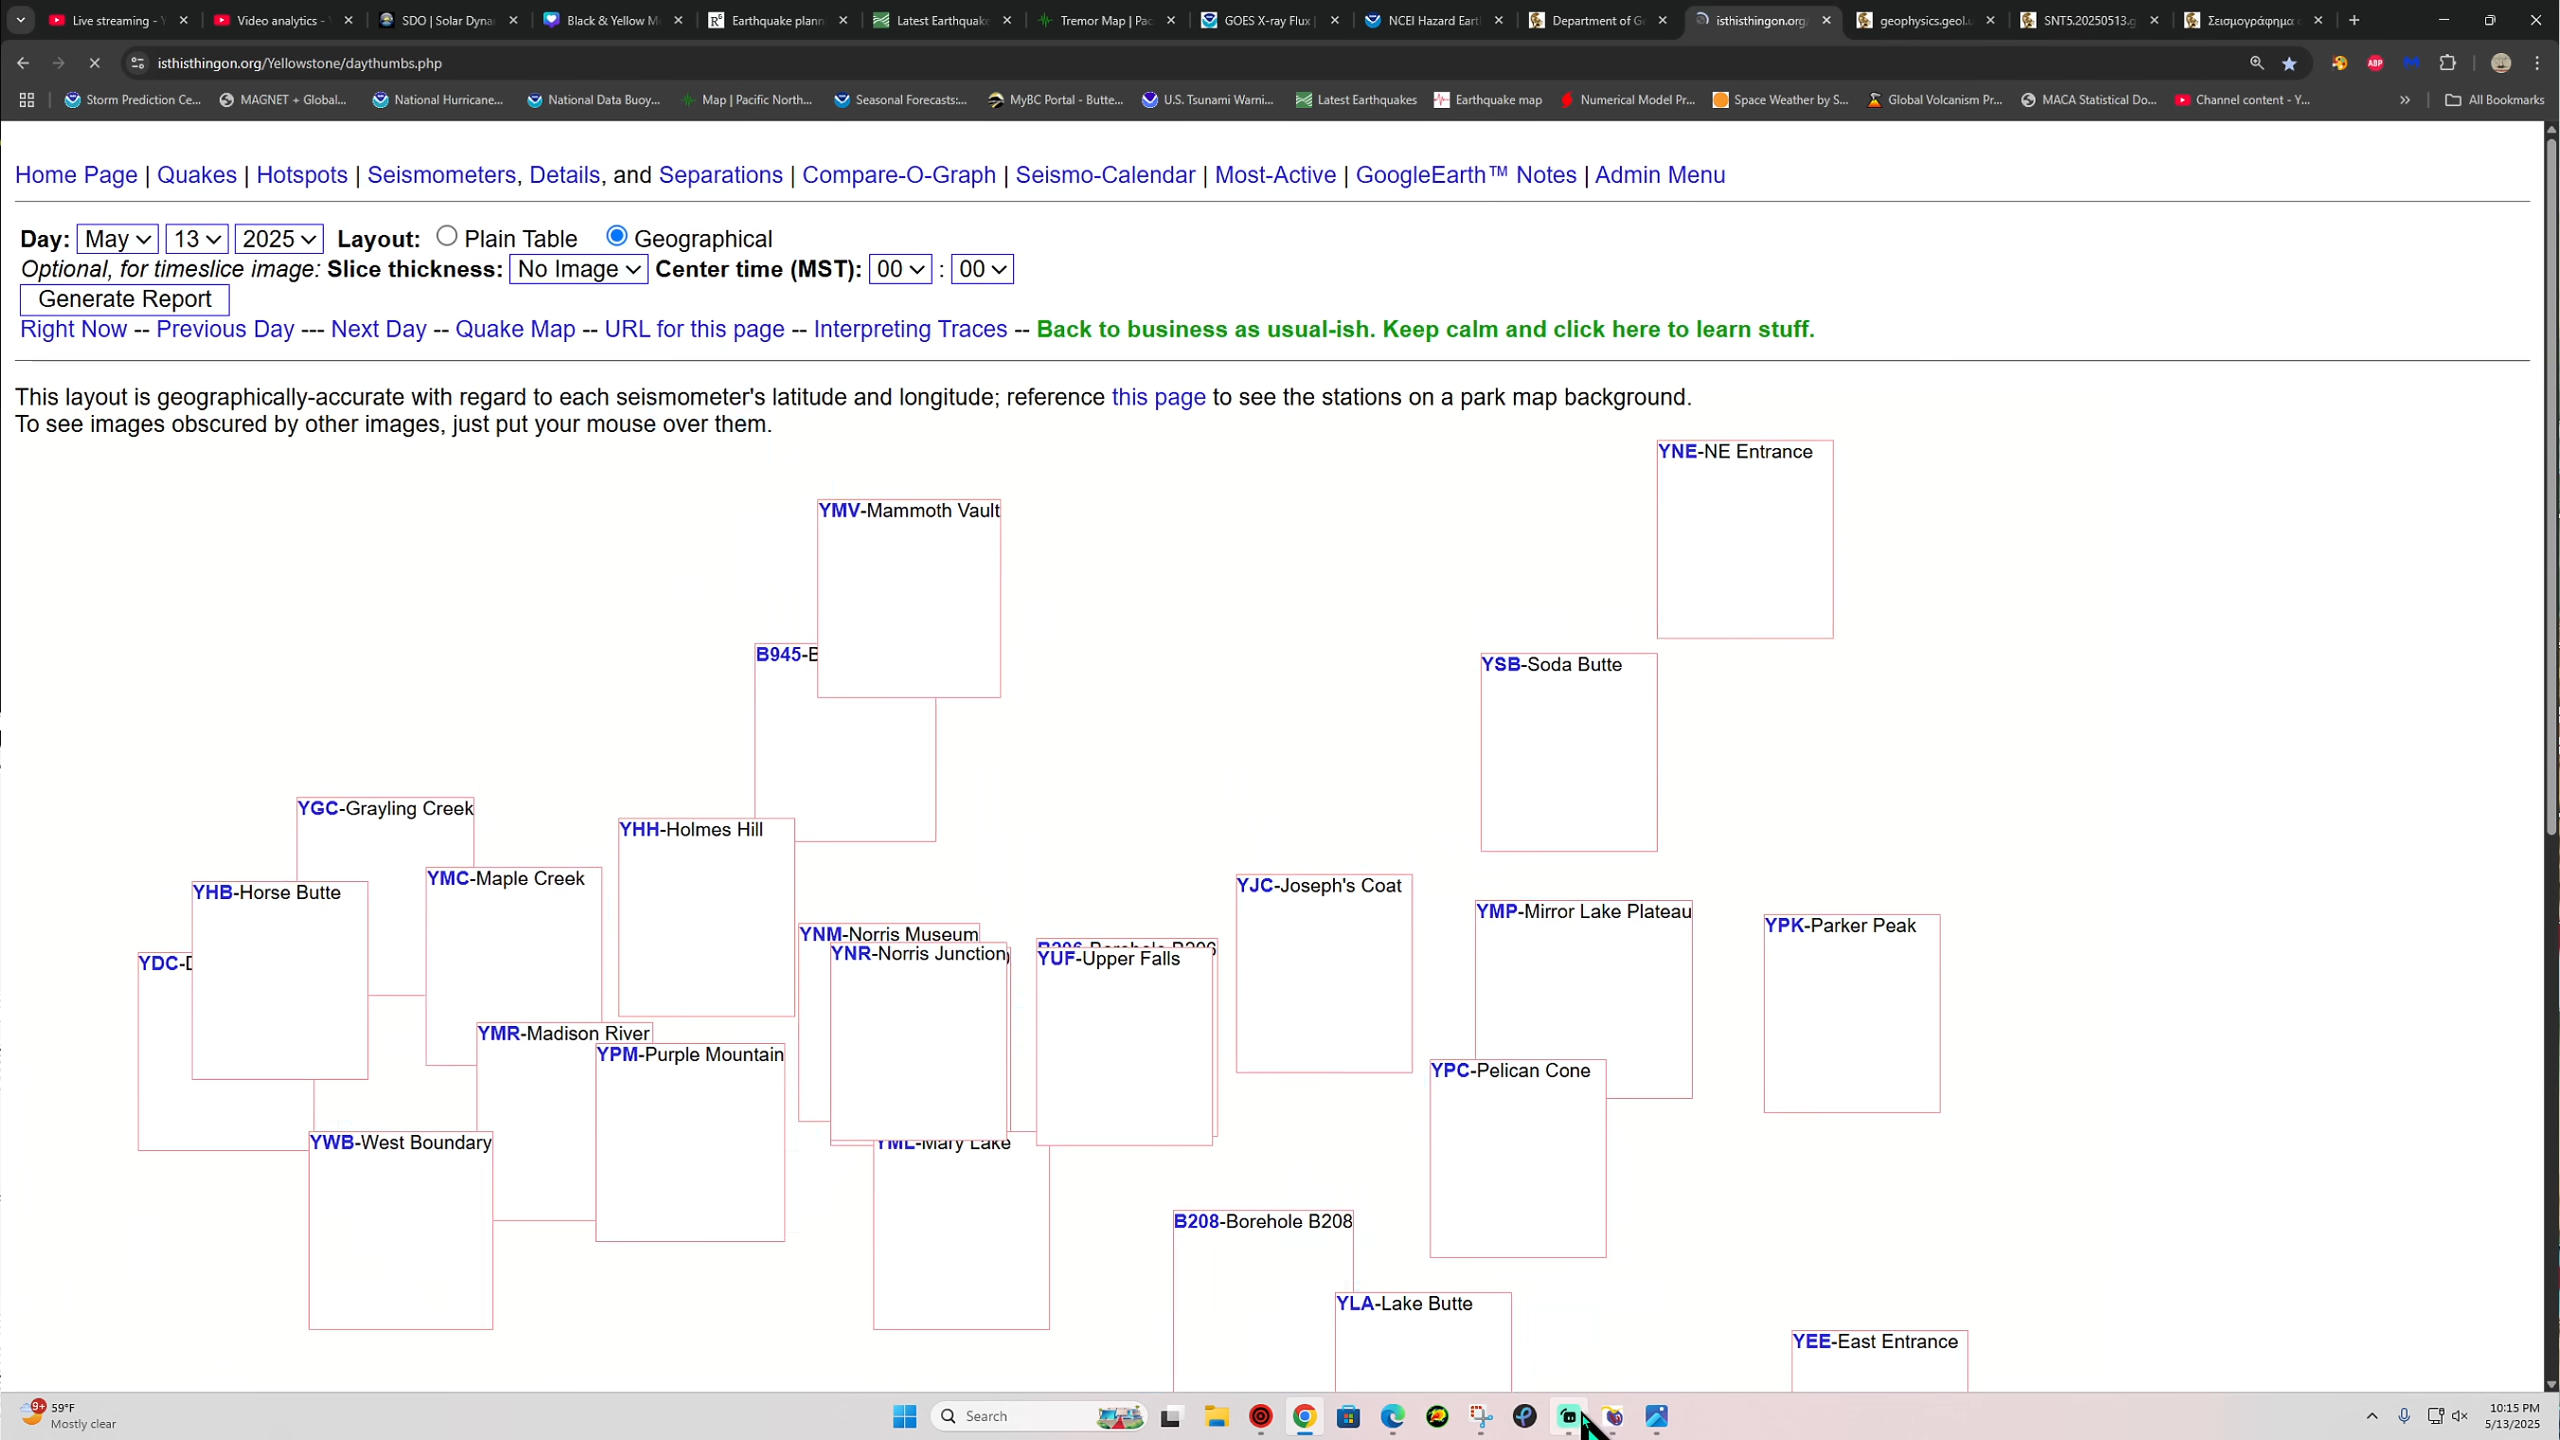 Live streaming - Y
Video analytics -
SDO | Solar Dyna
Black & Yellow M
Earthquake plann
Latest Earthquake
Tremor Map | Pac
GOES X-ray Flux |
NCEI Hazard Eart
Department of Ge
isthisthingon.org/
geophysics.geol.u
SNT5.20250513.g
Σεισμογράφημα
isthisthingon.org/Yellowstone/daythumbs.php
ABP
Storm Prediction Ce...
MAGNET + Global...
National Hurricane...
National Data Buoy...
Map | Pacific North...
Seasonal Forecasts:...
MyBC Portal - Butte...
U.S. Tsunami Warni...
Latest Earthquakes
Earthquake map
Numerical Model Pr...
Space Weather by S...
Global Volcanism Pr...
MACA Statistical Do...
Channel content - Y...
All Bookmarks
Home Page | Quakes | Hotspots | Seismometers, Details, and Separations | Compare-O-Graph | Seismo-Calendar | Most-Active | GoogleEarth™ Notes | Admin Menu
Day: May 13 2025 Layout: Plain Table Geographical
Optional, for timeslice image: Slice thickness: No Image Center time (MST): 00 : 00
Generate Report
Right Now -- Previous Day --- Next Day -- Quake Map -- URL for this page -- Interpreting Traces -- Back to business as usual-ish. Keep calm and click here to learn stuff.
This layout is geographically-accurate with regard to each seismometer's latitude and longitude; reference this page to see the stations on a park map background.
To see images obscured by other images, just put your mouse over them.
YNE-NE Entrance
YMV-Mammoth Vault
B945-B
YSB-Soda Butte
YGC-Grayling Creek
YHH-Holmes Hill
YMC-Maple Creek
YJC-Joseph's Coat
YHB-Horse Butte
YMP-Mirror Lake Plateau
YPK-Parker Peak
YNM-Norris Museum
B206-Borehole B206
YNR-Norris Junction
YUF-Upper Falls
YDC-D
YMR-Madison River
YPM-Purple Mountain
YPC-Pelican Cone
YWB-West Boundary
YML-Mary Lake
B208-Borehole B208
YLA-Lake Butte
YEE-East Entrance
9+
59°F
Mostly clear
Search
10:15 PM
5/13/2025